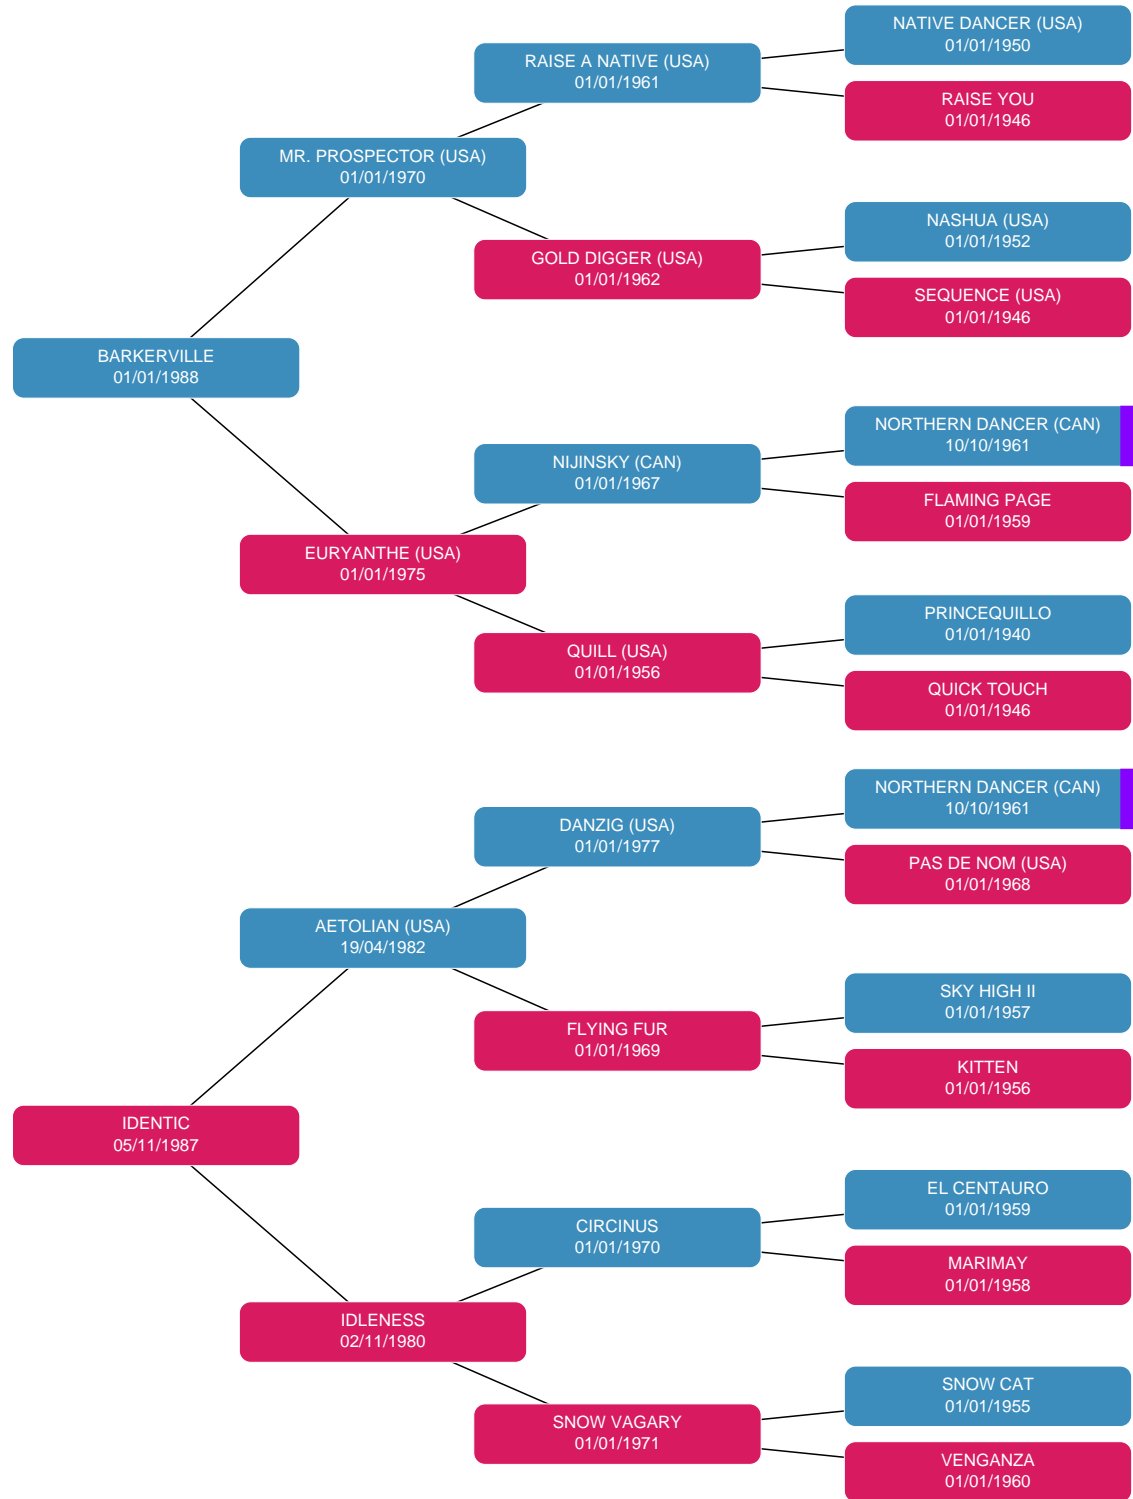 NATIVE DANCER (USA)
01/01/1950
RAISE A NATIVE (USA)
01/01/1961
RAISE YOU
01/01/1946
MR. PROSPECTOR (USA)
01/01/1970
NASHUA (USA)
01/01/1952
GOLD DIGGER (USA)
01/01/1962
SEQUENCE (USA)
01/01/1946
BARKERVILLE
01/01/1988
NORTHERN DANCER (CAN)
10/10/1961
NIJINSKY (CAN)
01/01/1967
FLAMING PAGE
01/01/1959
EURYANTHE (USA)
01/01/1975
PRINCEQUILLO
01/01/1940
QUILL (USA)
01/01/1956
QUICK TOUCH
01/01/1946
NORTHERN DANCER (CAN)
10/10/1961
DANZIG (USA)
01/01/1977
PAS DE NOM (USA)
01/01/1968
AETOLIAN (USA)
19/04/1982
SKY HIGH II
01/01/1957
FLYING FUR
01/01/1969
KITTEN
01/01/1956
IDENTIC
05/11/1987
EL CENTAURO
01/01/1959
CIRCINUS
01/01/1970
MARIMAY
01/01/1958
IDLENESS
02/11/1980
SNOW CAT
01/01/1955
SNOW VAGARY
01/01/1971
VENGANZA
01/01/1960